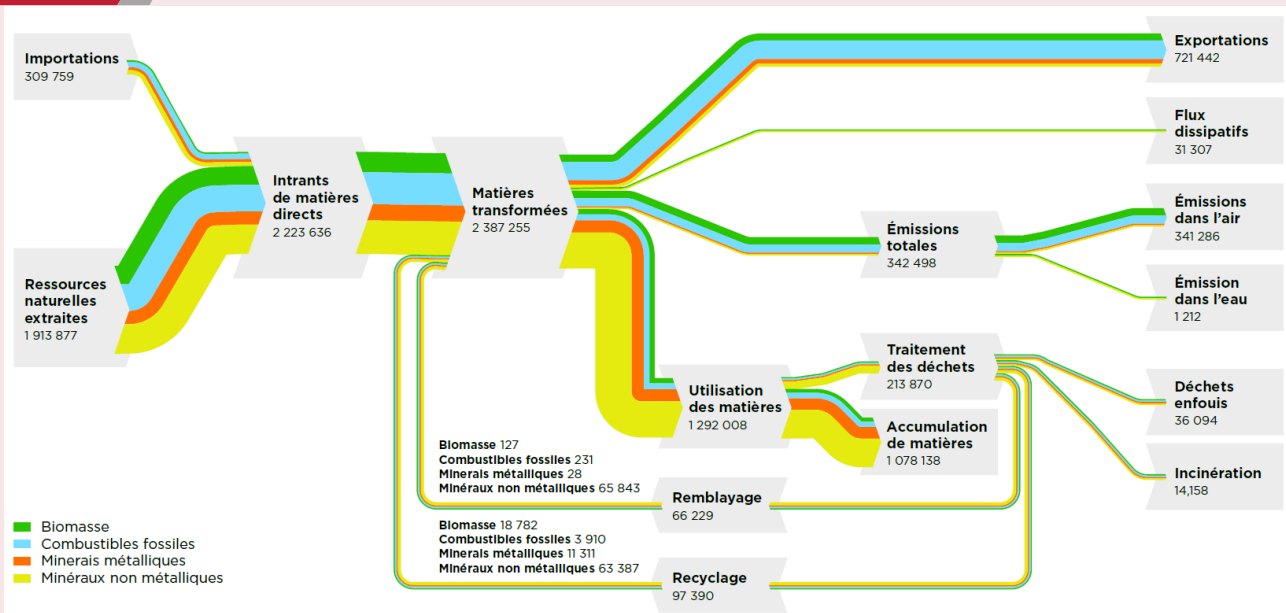 Importations
309 759
Ressources
naturelles
extraites
1 913 877
Intrants
de matières
directs
2 223 636
Matières
transformées
2 387 255
Exportations
721 442
Flux
dissipatifs
31 307
Émissions
totales
342 498
Émissions
dans l'air
341 286
Émission
dans l'eau
1 212
Utilisation
des matières
1 292 008
Traitement
des déchets
213 870
Accumulation
de matières
1 078 138
Déchets
enfouis
36 094
Incinération
14,158
Biomasse 127
Combustibles fossiles 231
Minerais métalliques 28
Minéraux non métalliques 65 843
Remblayage
66 229
Biomasse 18 782
Combustibles fossiles 3 910
Minerais métalliques 11 311
Minéraux non métalliques 63 387
Recyclage
97 390
Biomasse
Combustibles fossiles
Minerais métalliques
Minéraux non métalliques